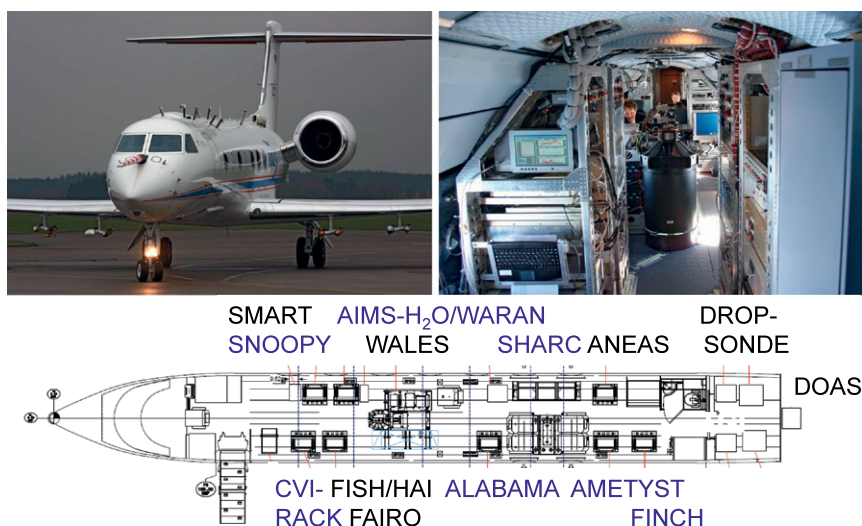 SMART AIMS-H₂O/WARAN DROP-
SNOOPY WALES SHARC ANEAS SONDE
DOAS
CVI- FISH/HAI ALABAMA AMETYST
RACK FAIRO FINCH